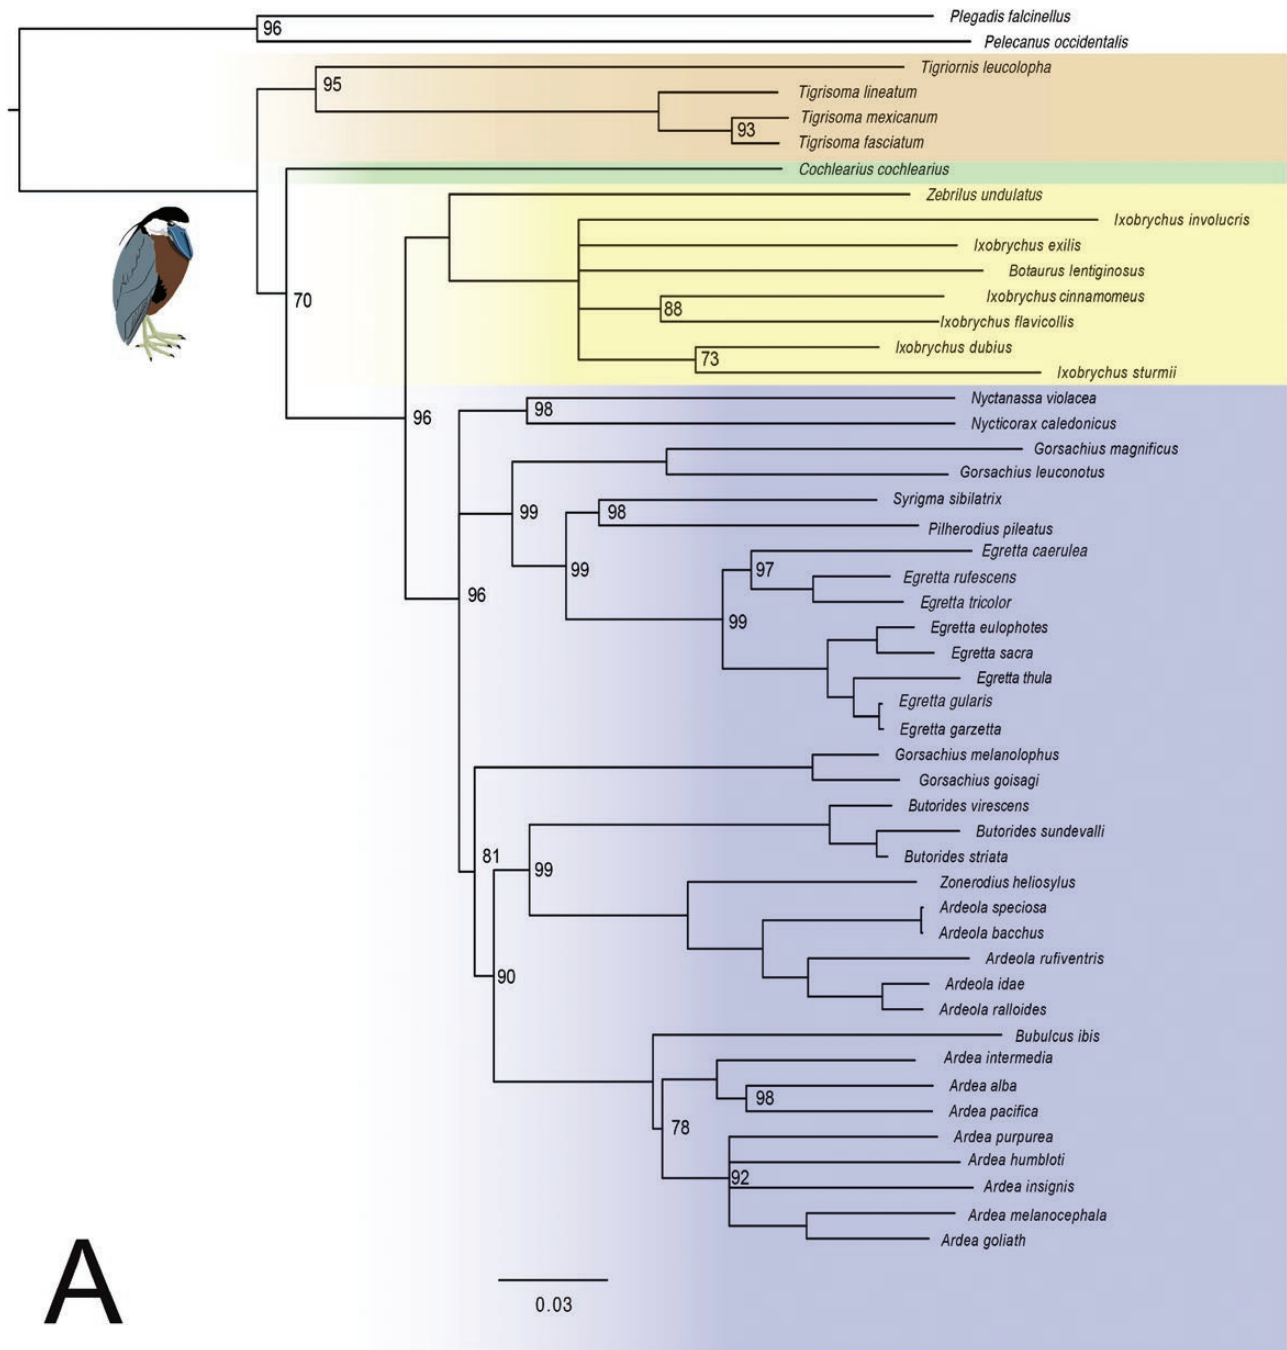 Plegadis falcinellus
96
Pelecanus occidentalis
Tigriornis leucolopha
95
Tigrisoma lineatum
Tigrisoma mexicanum
93
Tigrisoma fasciatum
Cochlearius cochlearius
Zebrilus undulatus
Ixobrychus involucris
Ixobrychus exilis
Botaurus lentiginosus
70
Ixobrychus cinnamomeus
88
Ixobrychus flavicollis
Ixobrychus dubius
73
Ixobrychus sturmii
Nyctanassa violacea
98
96
Nycticorax caledonicus
Gorsachius magnificus
Gorsachius leuconotus
Syrigma sibilatrix
99
98
Pilherodius pileatus
Egretta caerulea
99
97
Egretta rufescens
96
Egretta tricolor
99
Egretta eulophotes
Egretta sacra
Egretta thula
Egretta gularis
Egretta garzetta
Gorsachius melanolophus
Gorsachius goisagi
Butorides virescens
Butorides sundevalli
81
Butorides striata
99
Zonerodius heliosylus
Ardeola speciosa
Ardeola bacchus
Ardeola rufiventris
90
Ardeola idae
Ardeola ralloides
Bubulcus ibis
Ardea intermedia
Ardea alba
98
Ardea pacifica
78
Ardea purpurea
Ardea humbloti
92
Ardea insignis
Ardea melanocephala
Ardea goliath
A
0.03